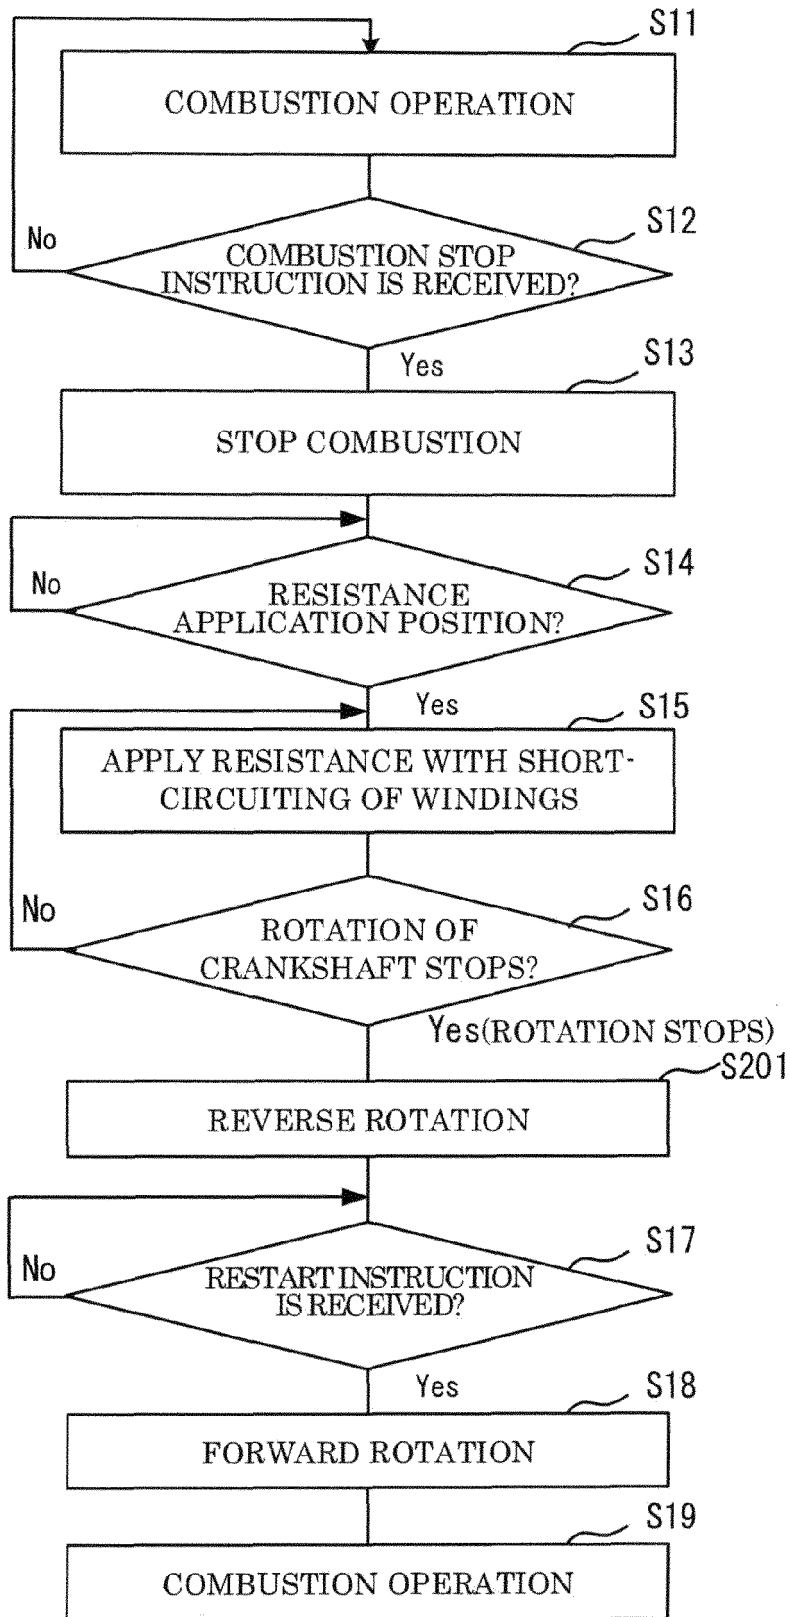 S11
COMBUSTION OPERATION
S12
No
COMBUSTION STOP
INSTRUCTION IS RECEIVED?
Yes
S13
STOP COMBUSTION
S14
No
RESISTANCE
APPLICATION POSITION?
Yes
S15
APPLY RESISTANCE WITH SHORT-
CIRCUITING OF WINDINGS
S16
No
ROTATION OF
CRANKSHAFT STOPS?
Yes(ROTATION STOPS)
S201
REVERSE ROTATION
S17
No
RESTART INSTRUCTION
IS RECEIVED?
Yes
S18
FORWARD ROTATION
S19
COMBUSTION OPERATION